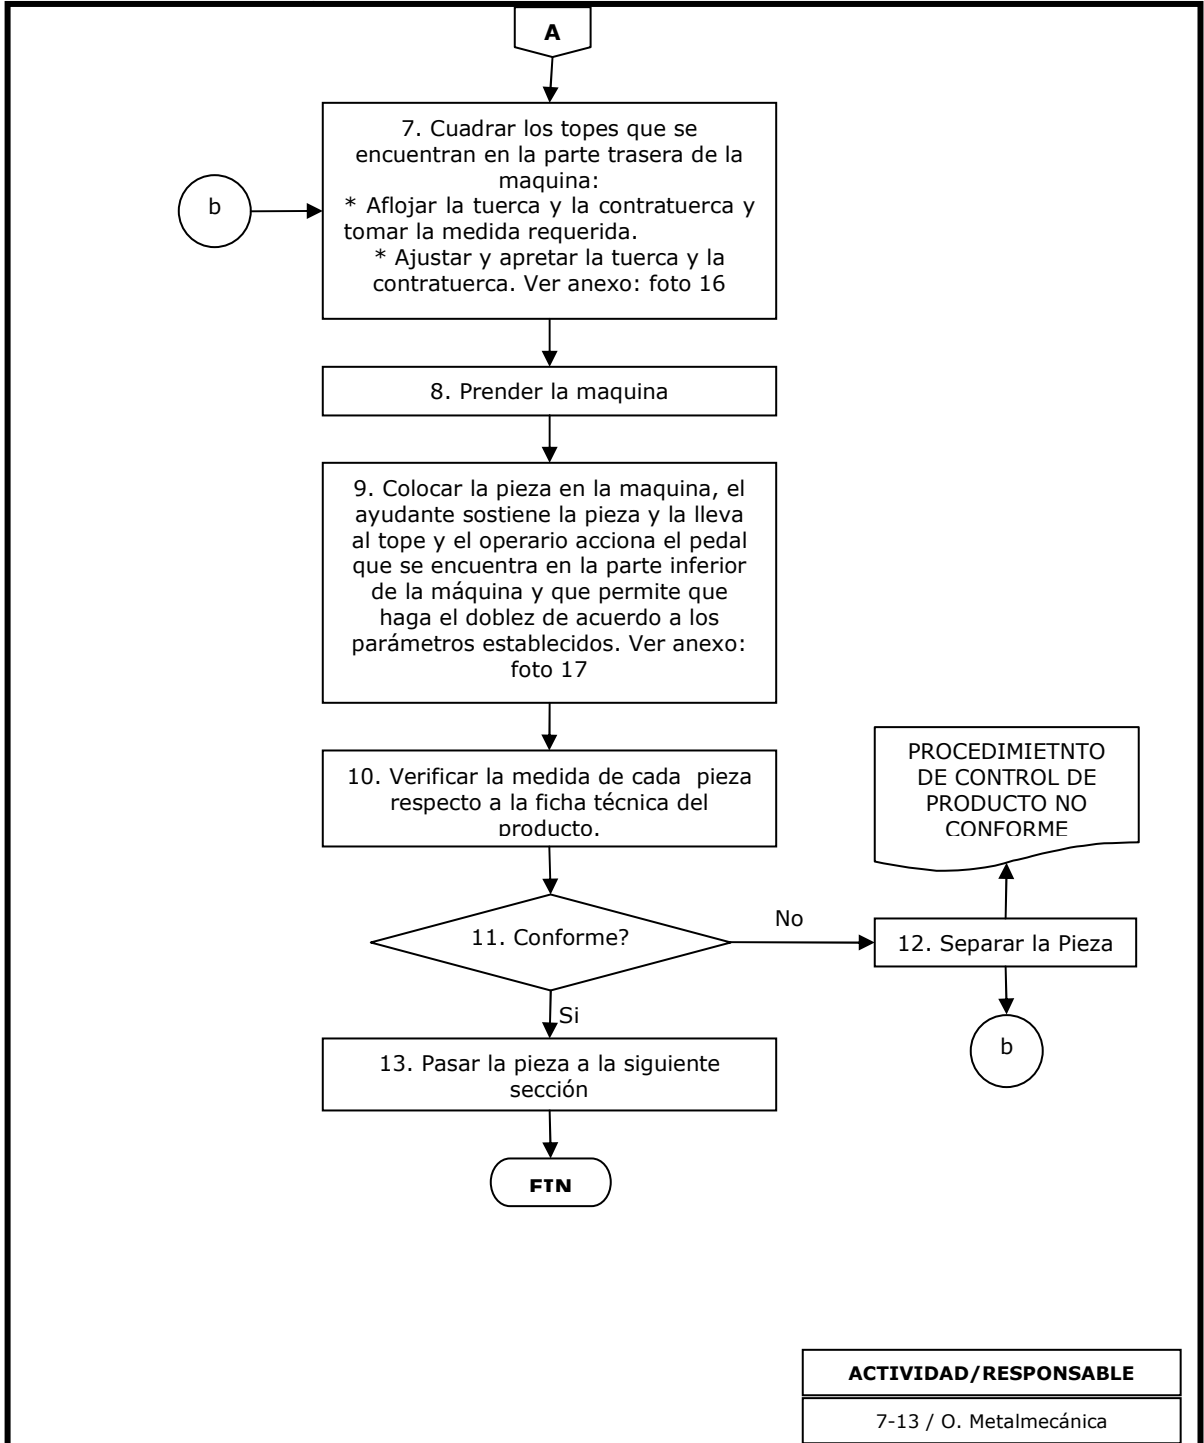 A
7. Cuadrar los topes que se
encuentran en la parte trasera de la
maquina:
* Aflojar la tuerca y la contratuerca y
tomar la medida requerida.
* Ajustar y apretar la tuerca y la
contratuerca. Ver anexo: foto 16
b
8. Prender la maquina
9. Colocar la pieza en la maquina, el
ayudante sostiene la pieza y la lleva
al tope y el operario acciona el pedal
que se encuentra en la parte inferior
de la máquina y que permite que
haga el doblez de acuerdo a los
parámetros establecidos. Ver anexo:
foto 17
10. Verificar la medida de cada  pieza
respecto a la ficha técnica del
producto.
PROCEDIMIETNTO
DE CONTROL DE
PRODUCTO NO
CONFORME
11. Conforme?
No
12. Separar la Pieza
Si
b
13. Pasar la pieza a la siguiente
sección
FIN
ACTIVIDAD/RESPONSABLE
7-13 / O. Metalmecánica